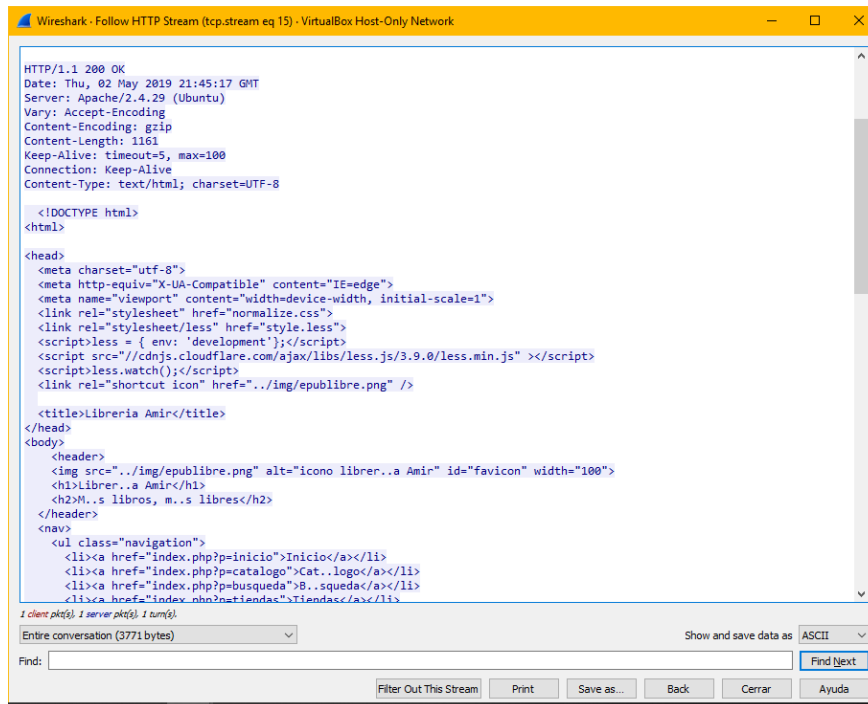 Wireshark · Follow HTTP Stream (tcp.stream eq 15) · VirtualBox Host-Only Network
HTTP/1.1 200 OK
Date: Thu, 02 May 2019 21:45:17 GMT
Server: Apache/2.4.29 (Ubuntu)
Vary: Accept-Encoding
Content-Encoding: gzip
Content-Length: 1161
Keep-Alive: timeout=5, max=100
Connection: Keep-Alive
Content-Type: text/html; charset=UTF-8
<!DOCTYPE html>
<html>
<head>
<meta charset="utf-8">
<meta http-equiv="X-UA-Compatible" content="IE=edge">
<meta name="viewport" content="width=device-width, initial-scale=1">
<link rel="stylesheet" href="normalize.css">
<link rel="stylesheet/less" href="style.less">
<script>less = { env: 'development'};</script>
<script src="//cdnjs.cloudflare.com/ajax/libs/less.js/3.9.0/less.min.js" ></script>
<script>less.watch();</script>
<link rel="shortcut icon" href="../img/epublibre.png" />
<title>Libreria Amir</title>
</head>
<body>
<header>
<img src="../img/epublibre.png" alt="icono librer..a Amir" id="favicon" width="100">
<h1>Librer..a Amir</h1>
<h2>M..s libros, m..s libres</h2>
</header>
<nav>
<ul class="navigation">
<li><a href="index.php?p=inicio">Inicio</a></li>
<li><a href="index.php?p=catalogo">Cat..logo</a></li>
<li><a href="index.php?p=busqueda">B..squeda</a></li>
<li><a href="index.php?p=tiendas">Tiendas</a></li>
1 client pkt(s), 1 server pkt(s), 1 turn(s).
Entire conversation (3771 bytes)
Show and save data as ASCII
Find:
Find Next
Filter Out This Stream Print Save as... Back Cerrar Ayuda